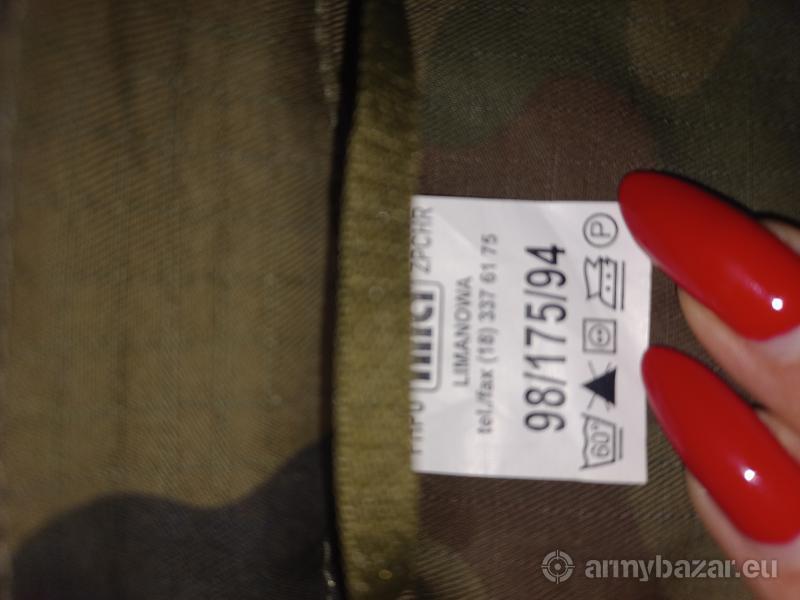 ZPCHR
LIMANOWA
tel./fax (18) 337 61 75
98/175/94
60°
P
armybazar.eu